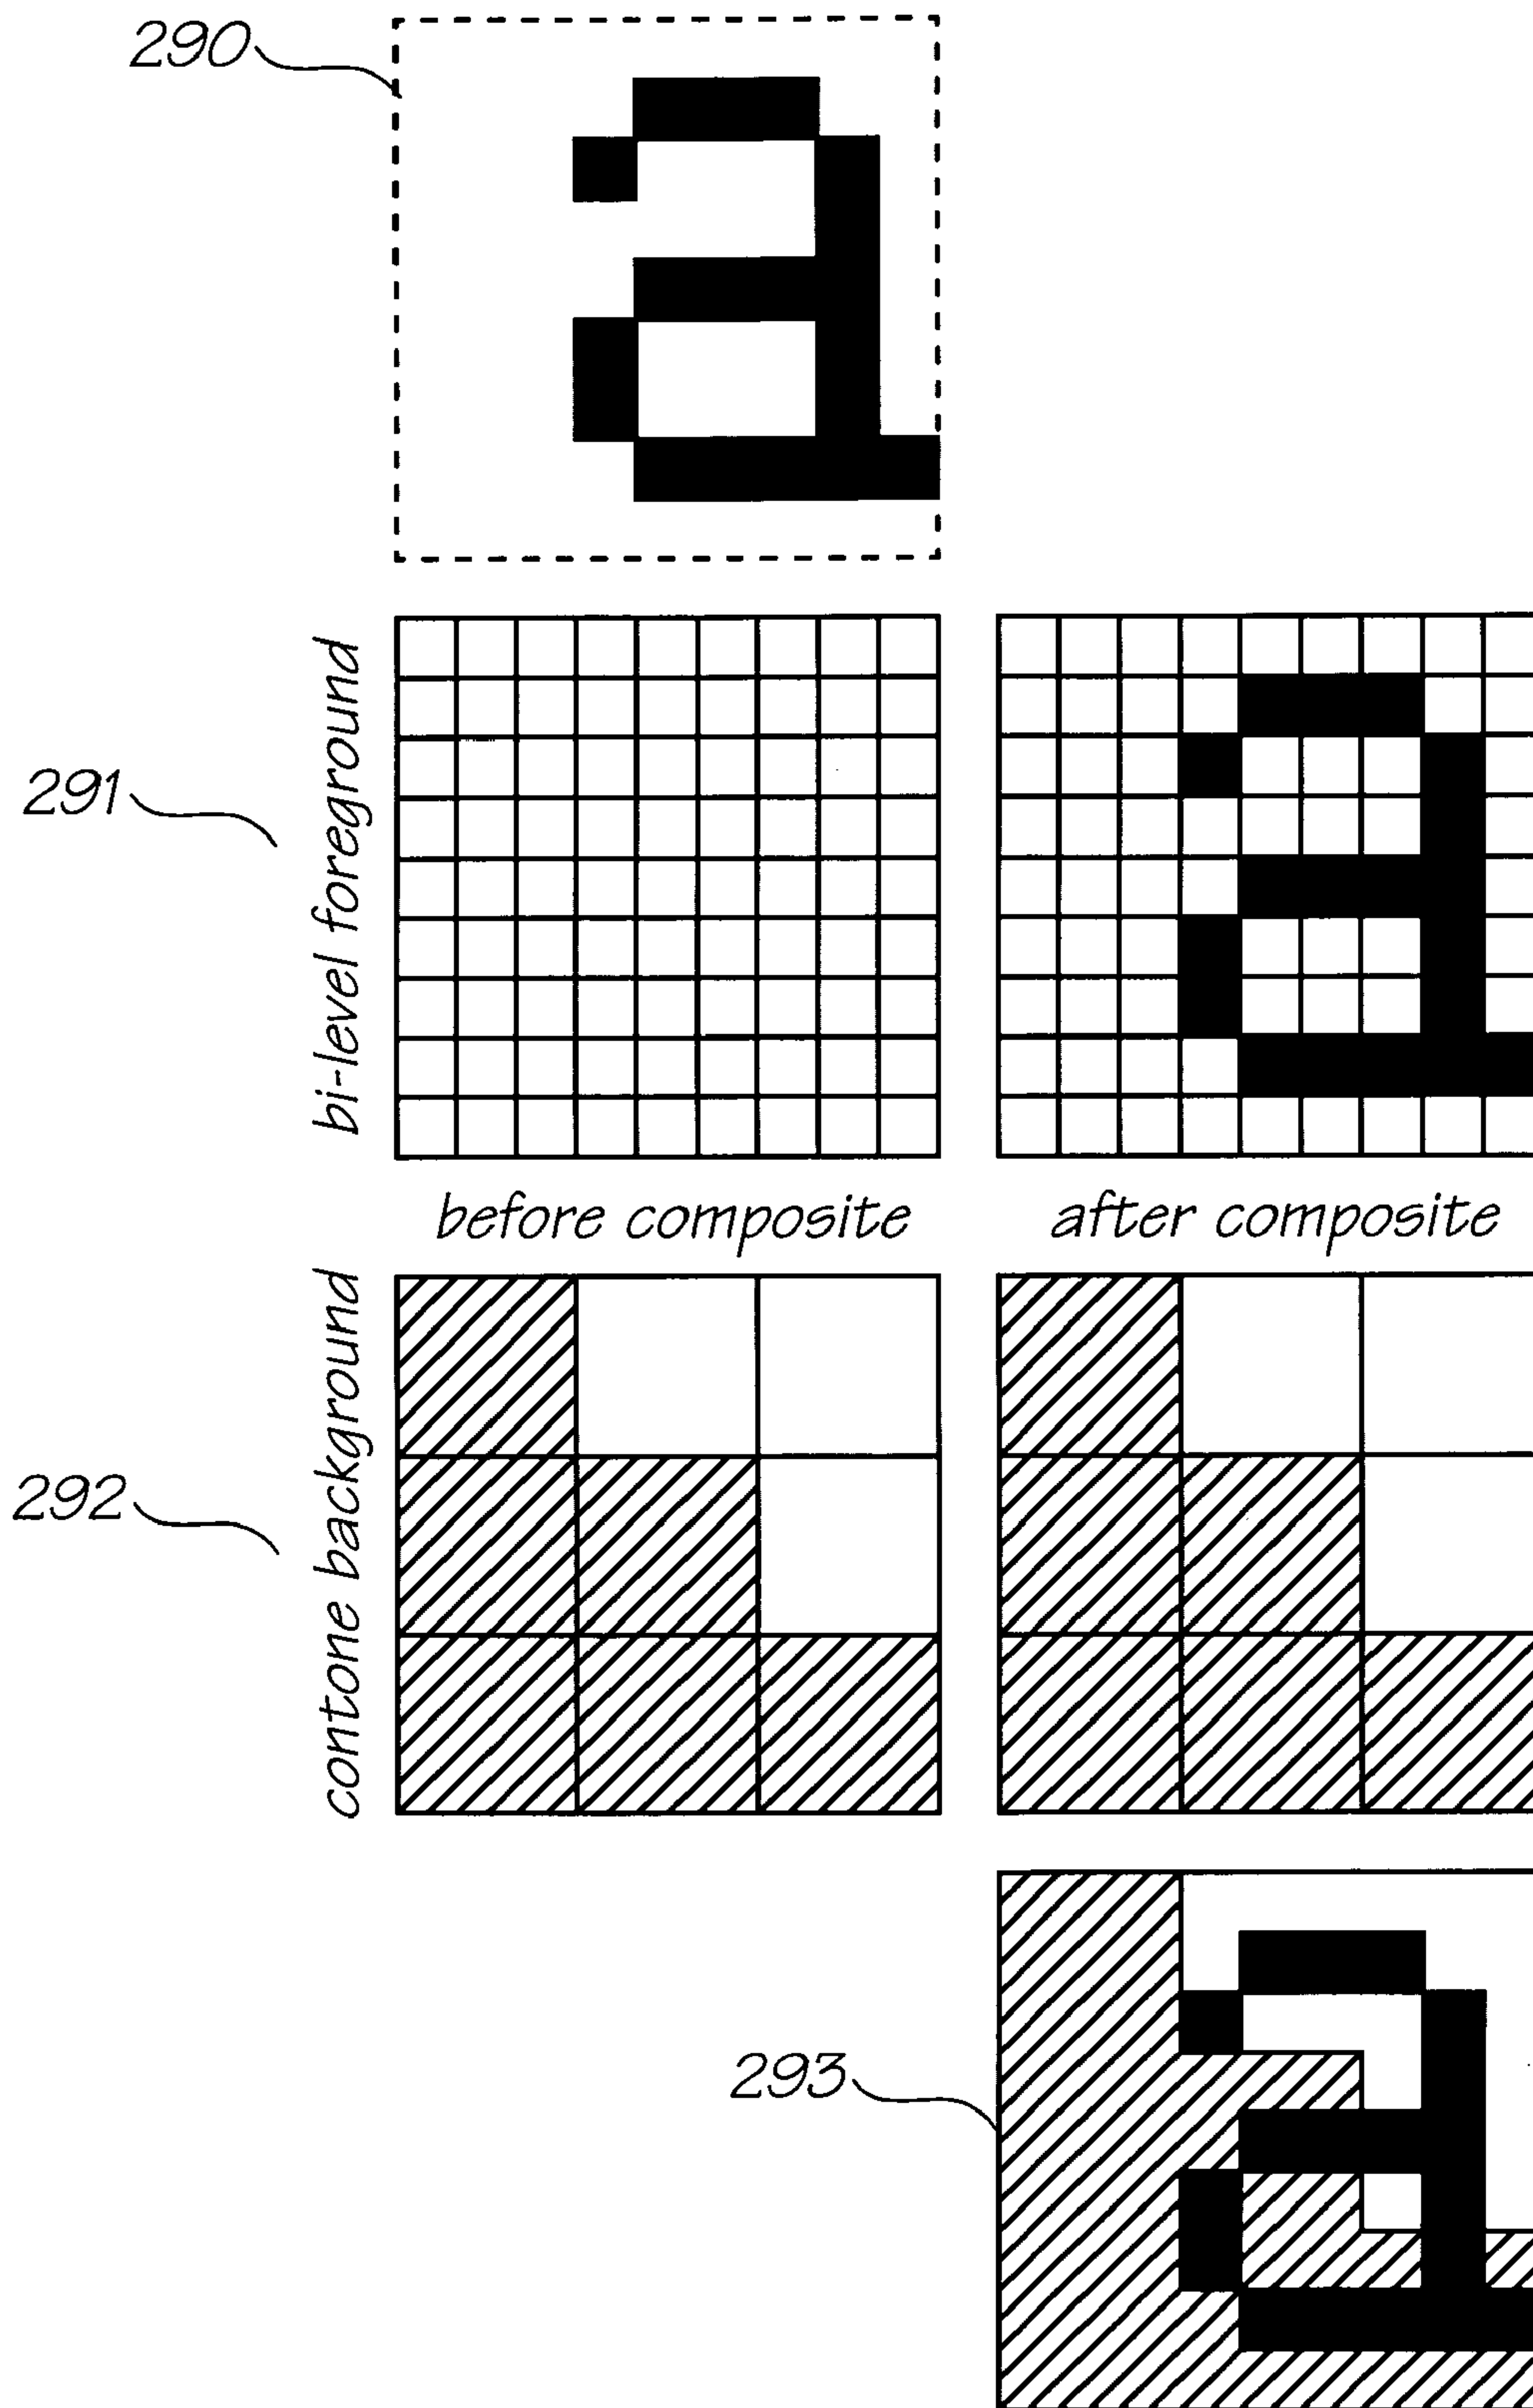 290
291
bi-level foreground
before composite
after composite
292
contone background
293